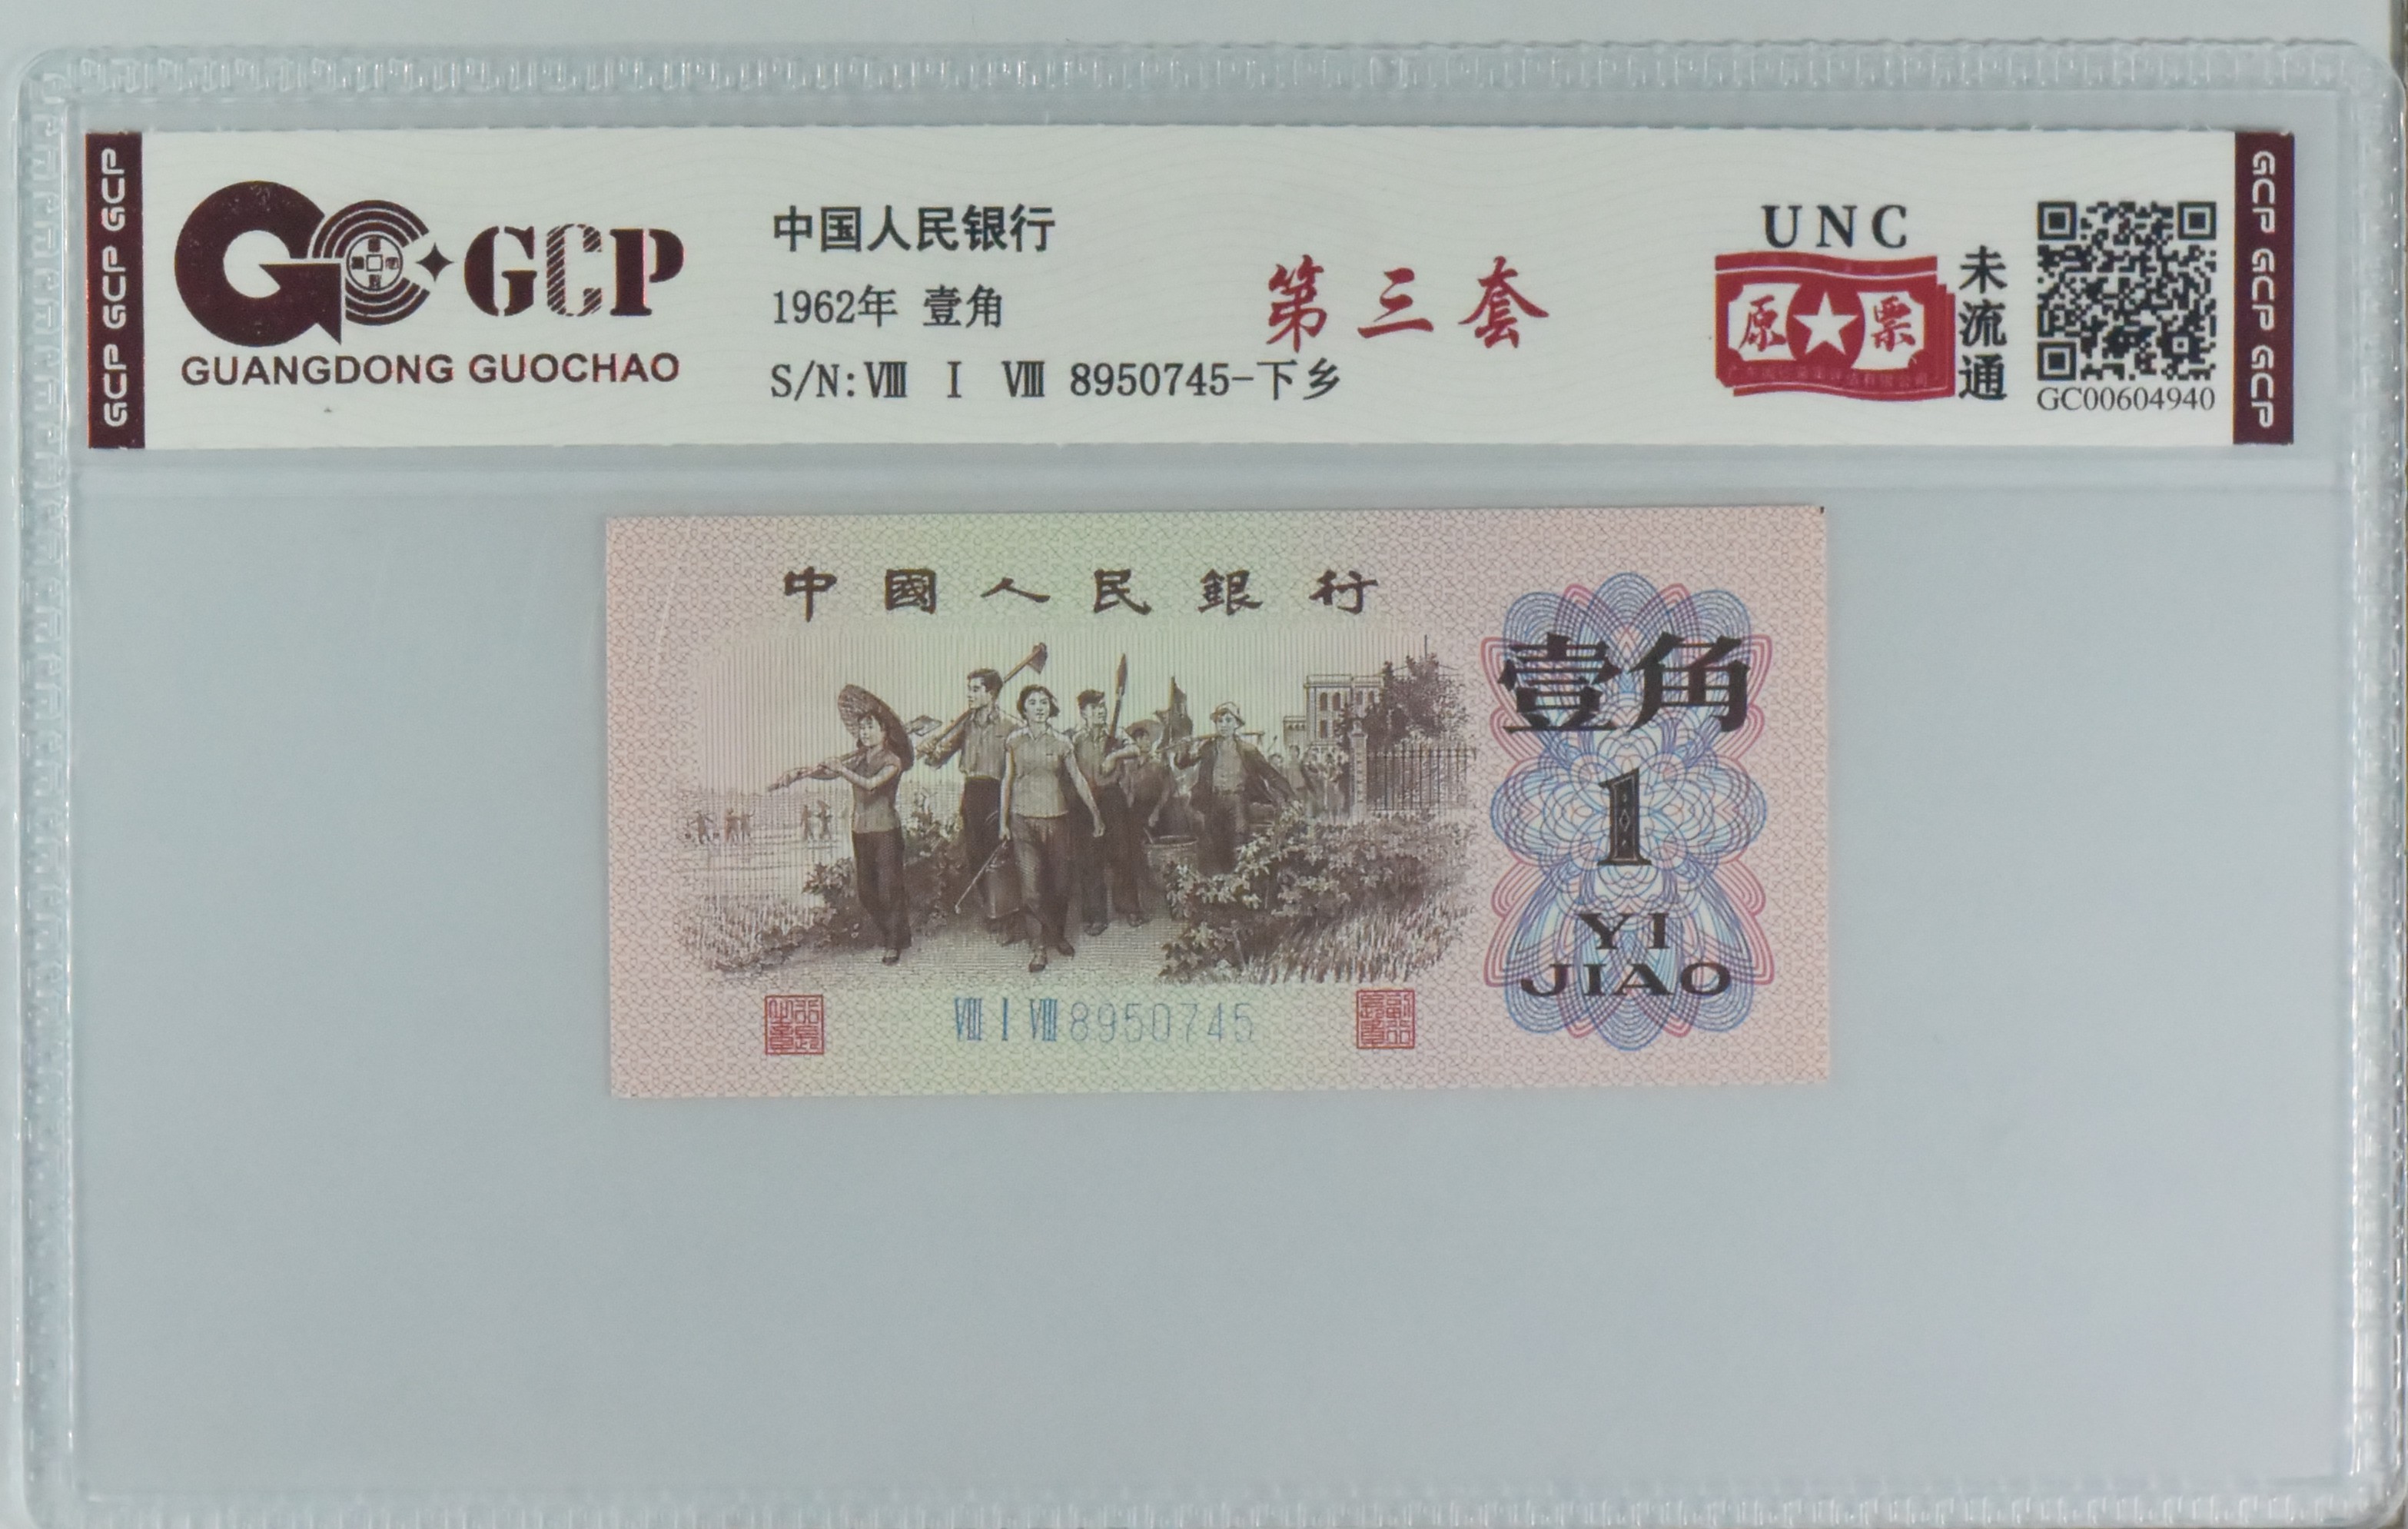 GCP GCP GCP
GCP
GUANGDONG GUOCHAO
中国人民银行
1962年 壹角
S/N:Ⅷ Ⅰ Ⅷ 8950745-下乡
第三套
UNC
原★票
未流通
GC00604940
GCP GCP GCP
中國人民銀行
壹角
1
YI
JIAO
Ⅷ Ⅰ Ⅷ 8950745